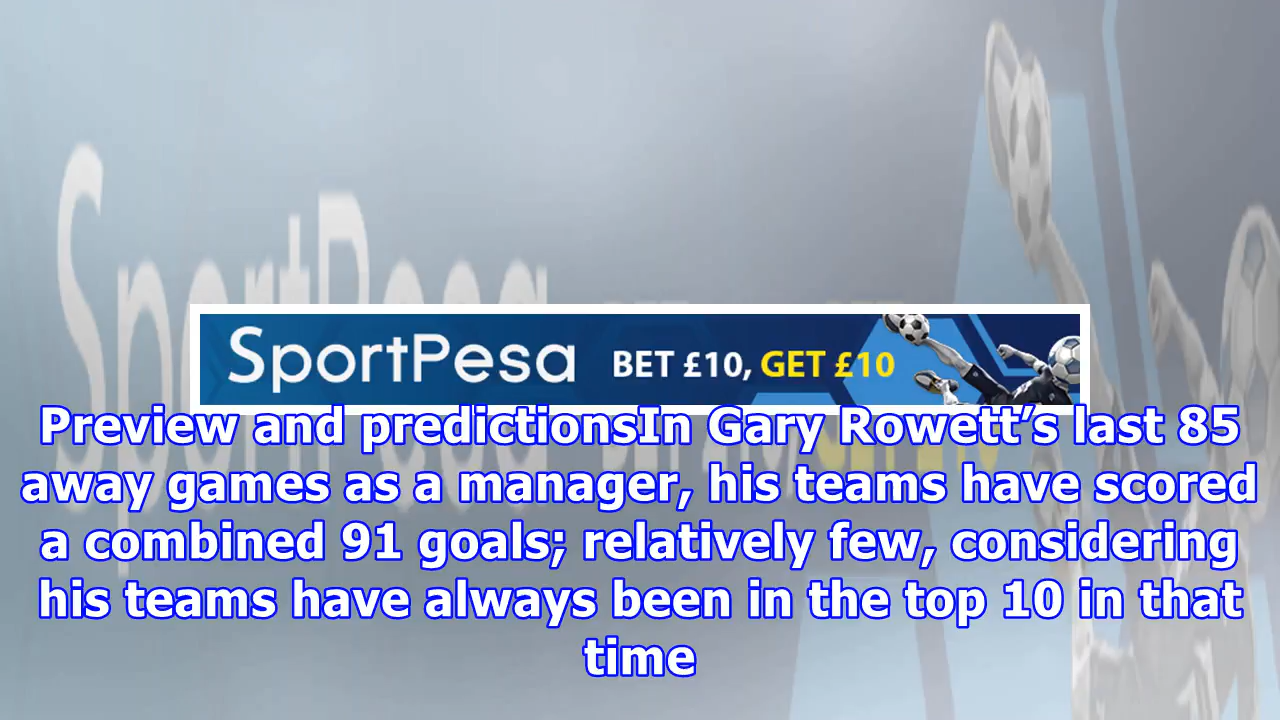 SportPesa BET £10, GET £10
Preview and predictionsIn Gary Rowett’s last 85
away games as a manager, his teams have scored
a combined 91 goals; relatively few, considering
his teams have always been in the top 10 in that
time